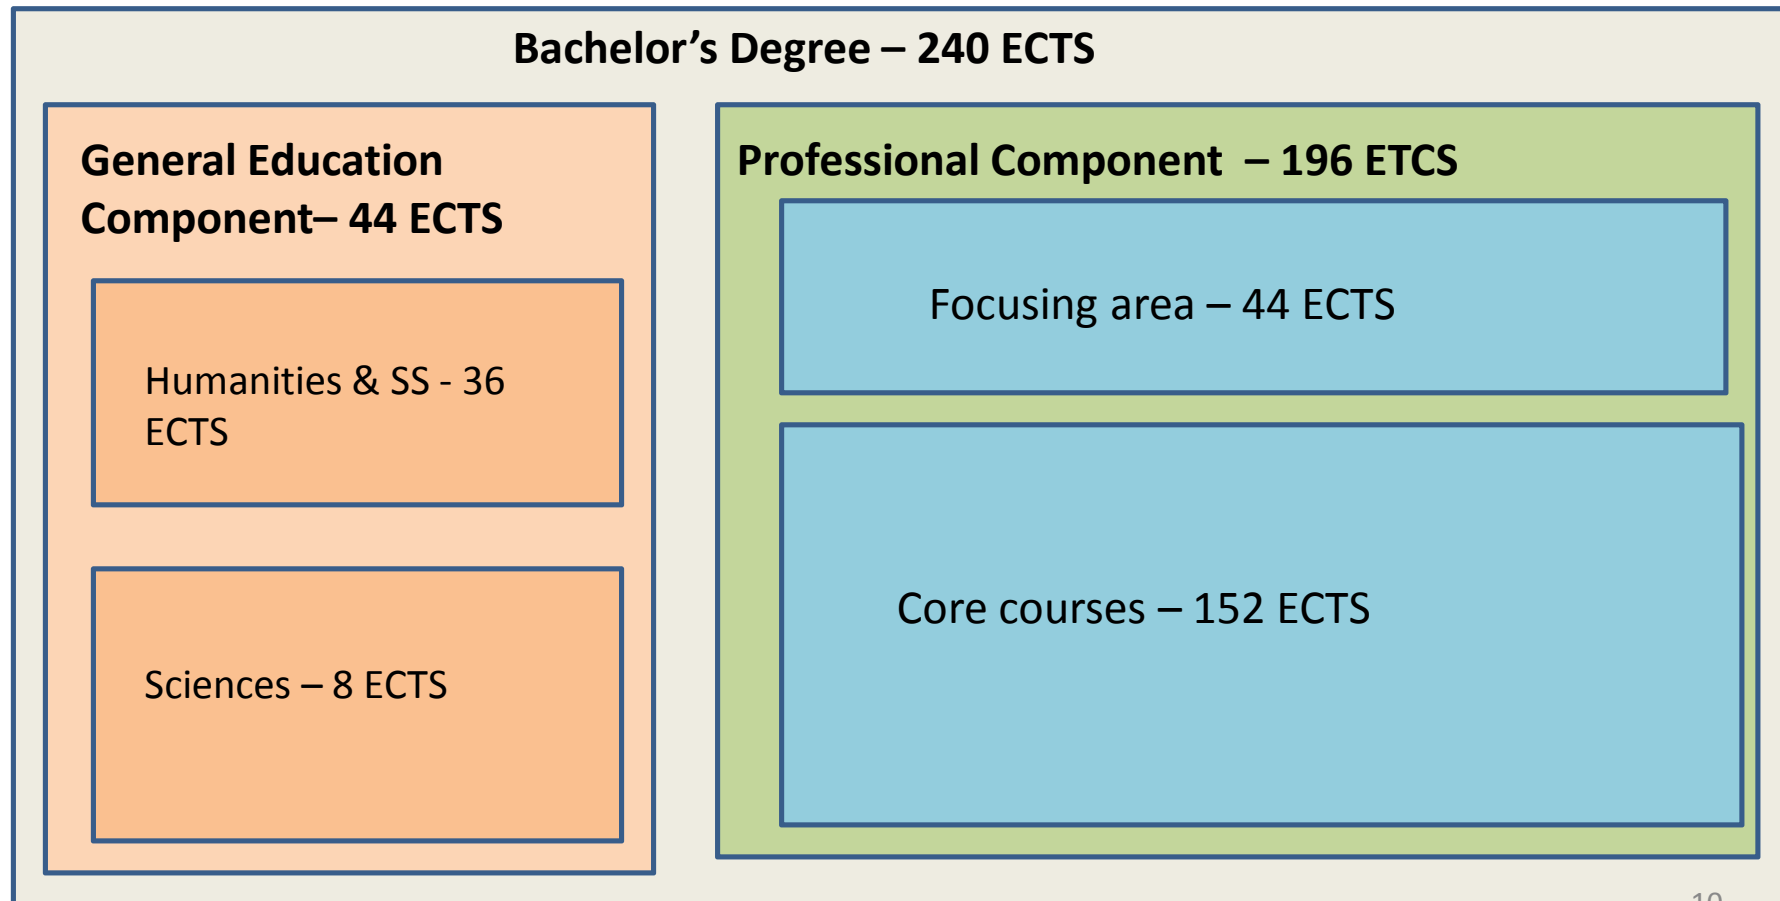 Bachelor’s Degree – 240 ECTS
General Education
Component– 44 ECTS
Humanities & SS - 36
ECTS
Sciences – 8 ECTS
Professional Component – 196 ETCS
Focusing area – 44 ECTS
Core courses – 152 ECTS